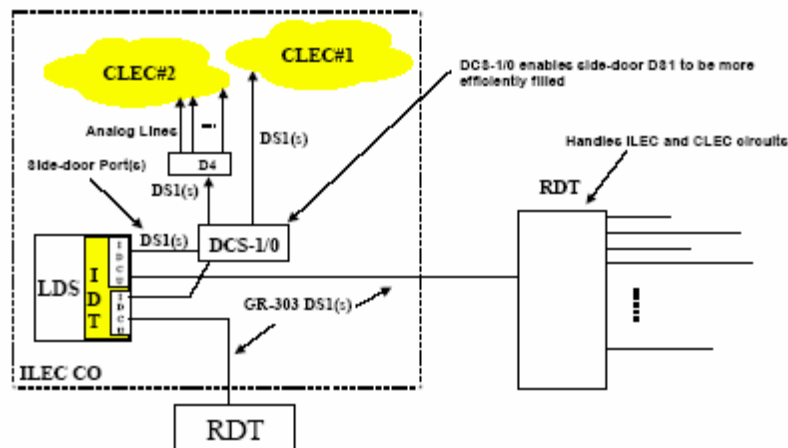 CLEC#2
CLEC#1
DCS-1/0 enables side-door DS1 to be more
efficiently filled
Analog Lines
DS1(s)
Handles ILEC and CLEC circuits
Side-door Port(s)
D4
DS1(s)
RDT
DS1(s)
DCS-1/0
LDS
IDT
IDCU
IDCU
GR-303 DS1(s)
ILEC CO
RDT